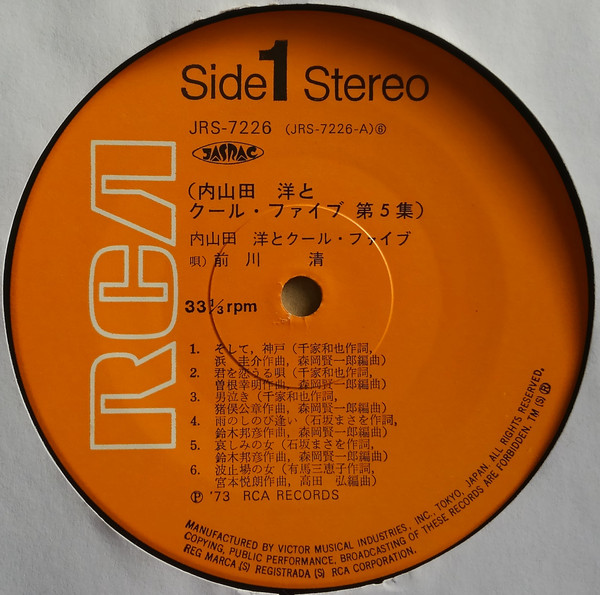 Side 1 Stereo
JRS-7226 (JRS-7226-A)⑥
JASRAC
RCA
(内山田 洋と
クール・ファイブ 第5集)
内山田 洋とクール・ファイブ
唄)前川 清
33 1/3 rpm
1. そして，神戸(千家和也作詞,
浜 圭介作曲, 森岡賢一郎編曲)
2. 君を恋うる唄(千家和也作詞,
曽根幸明作曲, 森岡賢一郎編曲)
3. 男泣き(千家和也作詞,
猪俣公章作曲, 森岡賢一郎編曲)
4. 雨のしのび逢い(石坂まさを作詞,
鈴木邦彦作曲, 森岡賢一郎編曲)
5. 哀しみの女(石坂まさを作詞,
鈴木邦彦作曲, 森岡賢一郎編曲)
6. 波止場の女(有馬三恵子作詞,
宮本悦朗作曲, 高田 弘編曲)
Ⓟ '73 RCA RECORDS
MANUFACTURED BY VICTOR MUSICAL INDUSTRIES, INC., TOKYO, JAPAN. ALL RIGHTS RESERVED.
COPYING, PUBLIC PERFORMANCE, BROADCASTING OF THESE RECORDS ARE FORBIDDEN. TM (S) ®
REG MARCA (S) REGISTRADA (S) RCA CORPORATION.